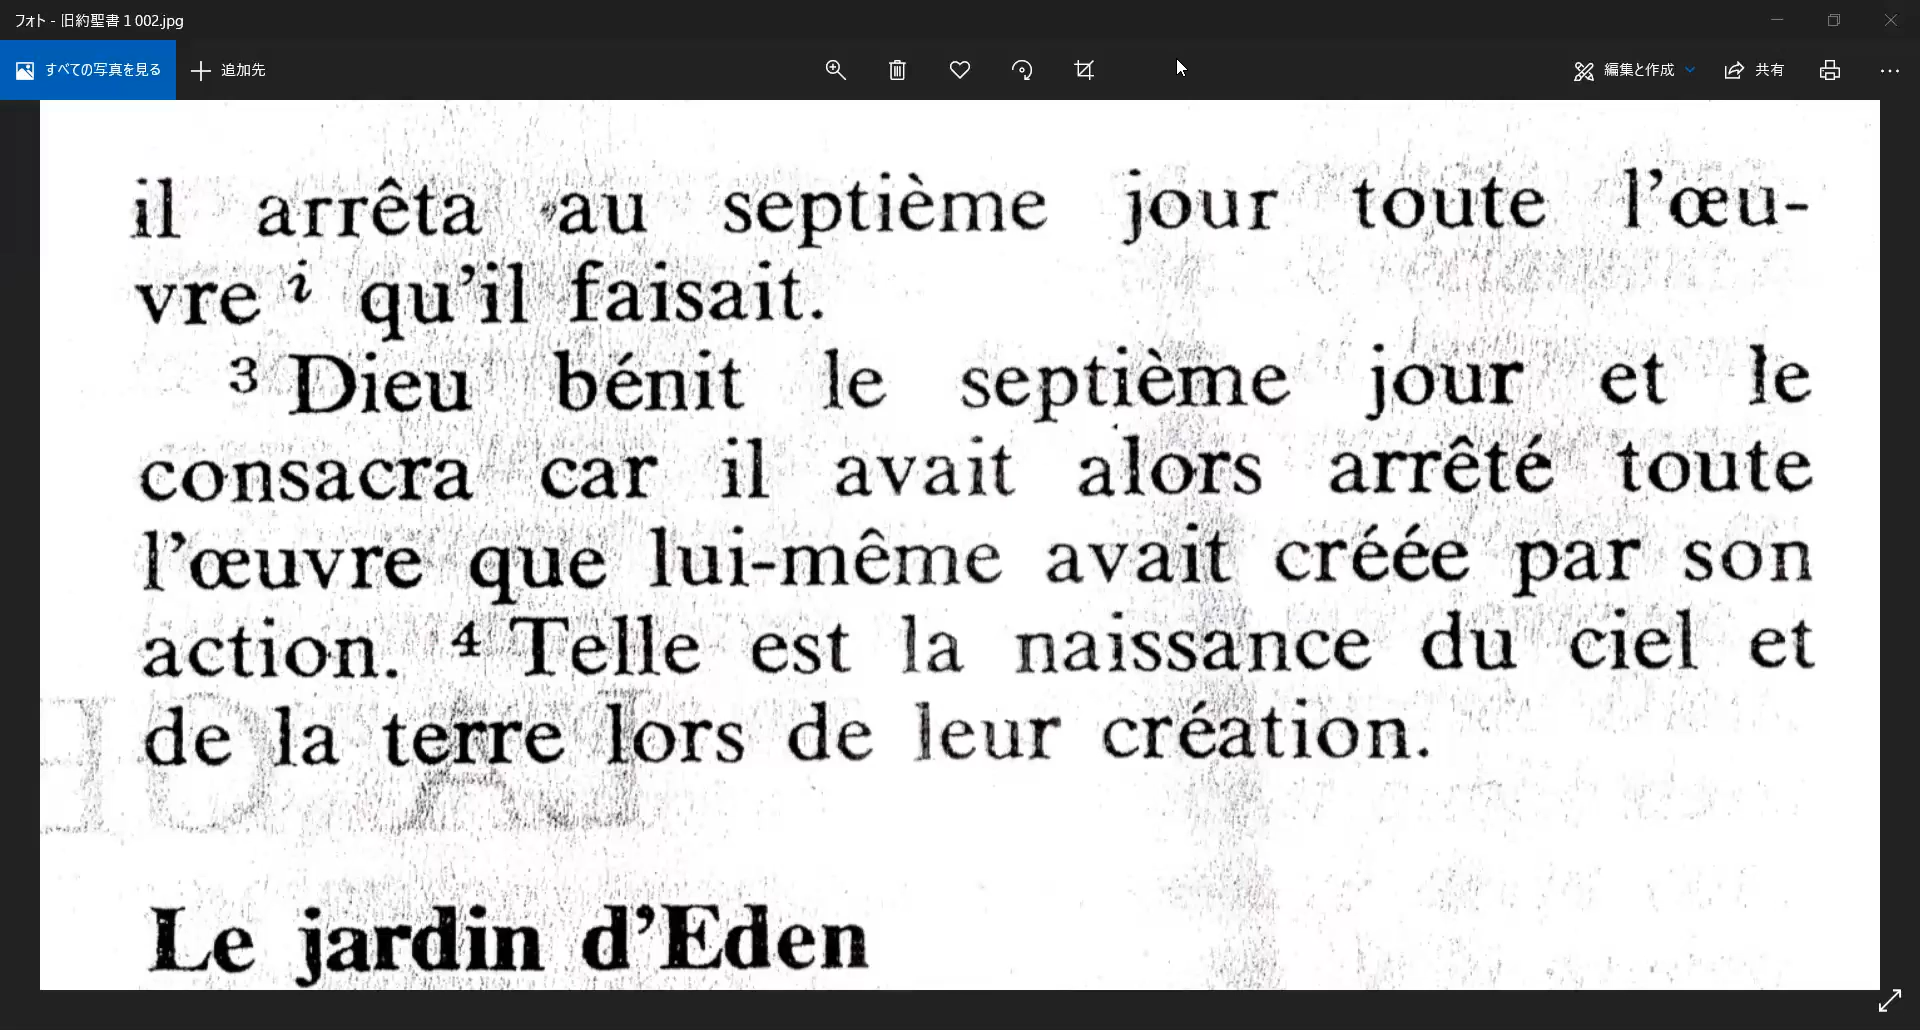 フォト - 旧約聖書 1 002.jpg
すべての写真を見る
追加先
編集と作成
共有
il arrêta au septième jour toute l'œu-
vre i qu'il faisait.
3 Dieu bénit le septième jour et le
consacra car il avait alors arrêté toute
l'œuvre que lui-même avait créée par son
action. 4 Telle est la naissance du ciel et
de la terre lors de leur création.
Le jardin d'Eden